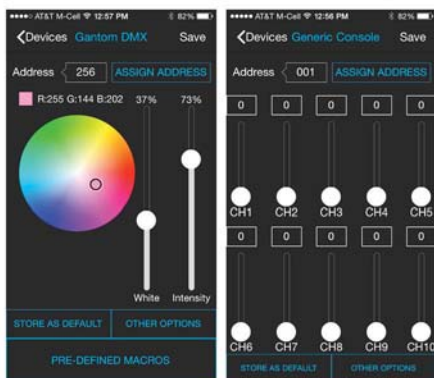 AT&T M-Cell 12:57 PM 82%
Devices Gantom DMX Save
Address 256 ASSIGN ADDRESS
R:255 G:144 B:202 37% 73%
White Intensity
STORE AS DEFAULT OTHER OPTIONS
PRE-DEFINED MACROS
AT&T M-Cell 12:56 PM 82%
Devices Generic Console Save
Address 001 ASSIGN ADDRESS
0 0 0 0 0
CH1 CH2 CH3 CH4 CH5
0 0 0 0 0
CH6 CH7 CH8 CH9 CH10
STORE AS DEFAULT OTHER OPTIONS